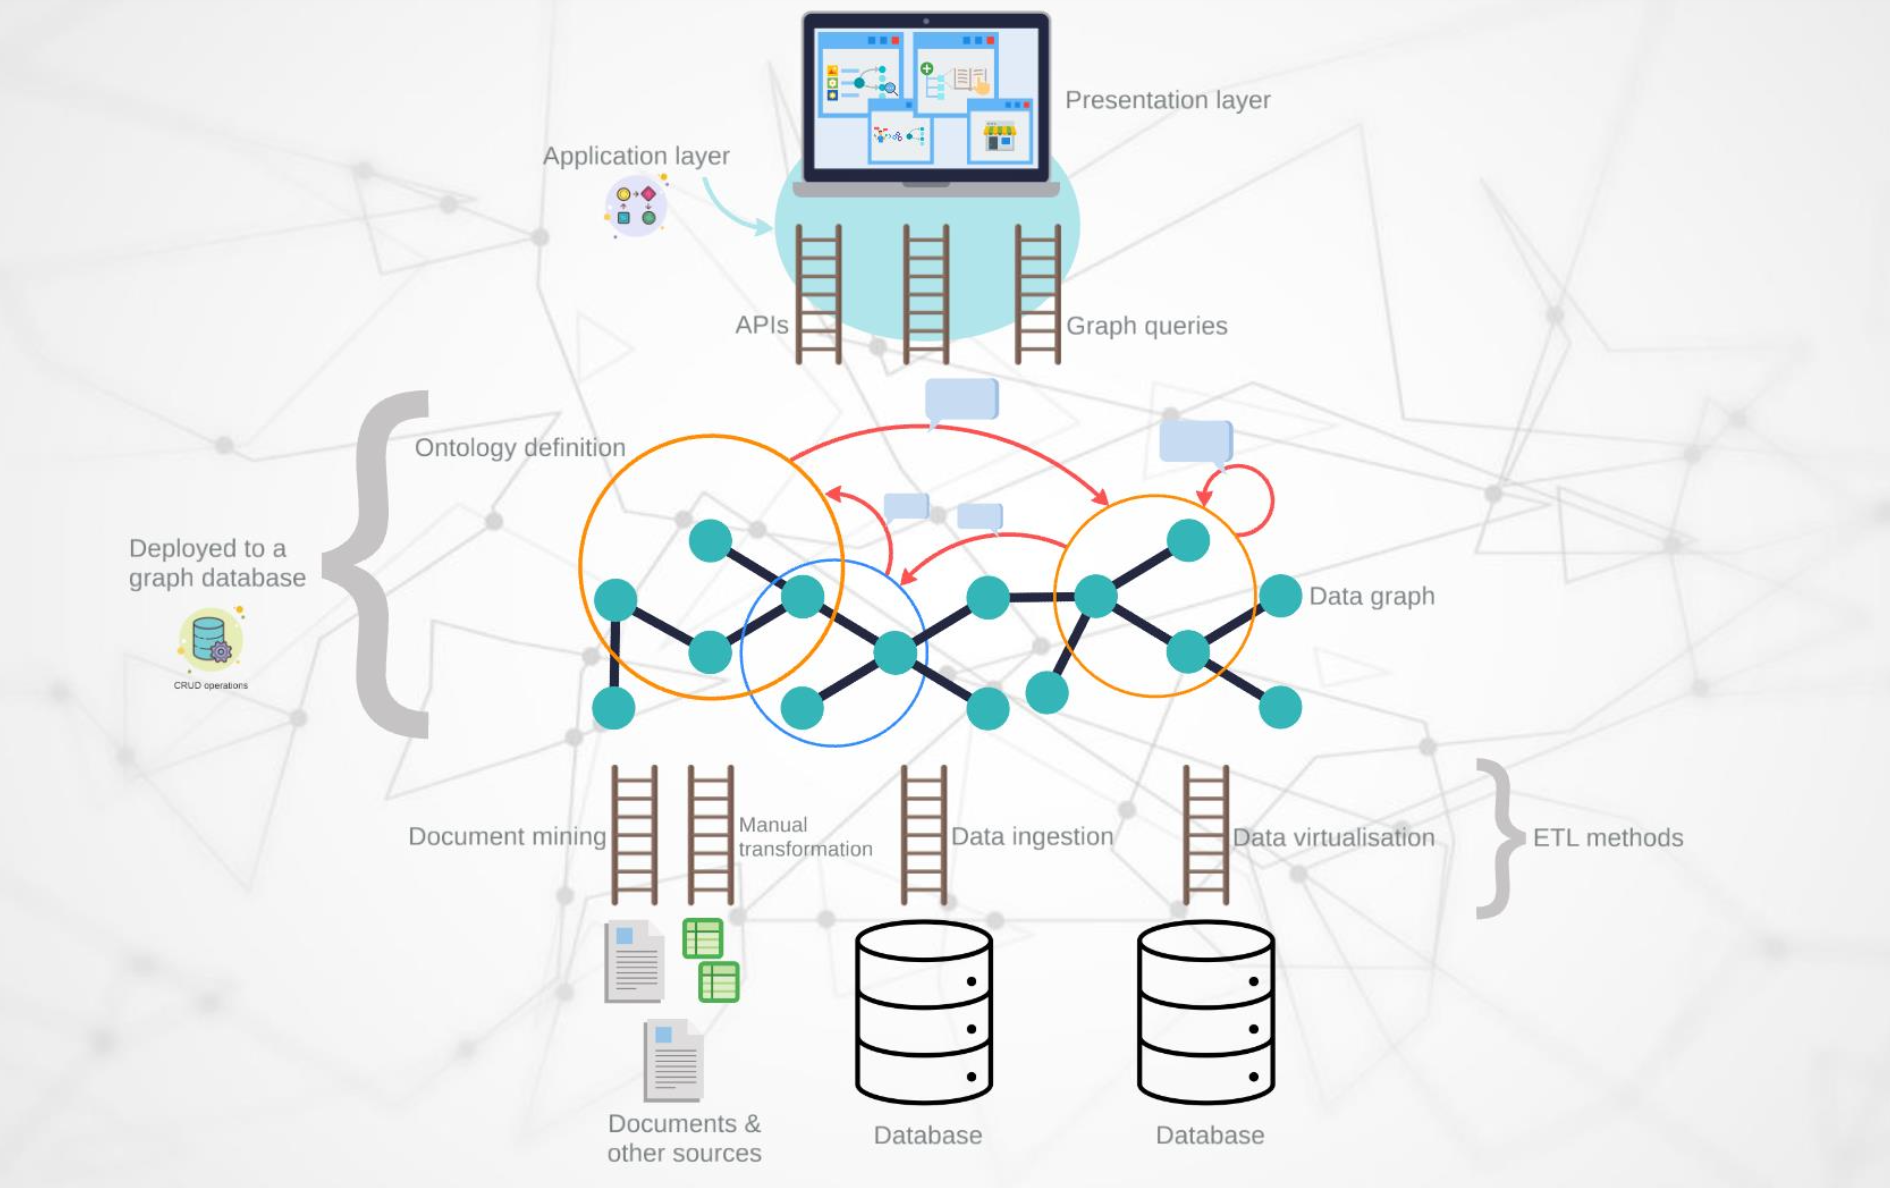 Presentation layer
Application layer
APIs
Graph queries
Ontology definition
Deployed to a
graph database
CRUD operations
Data graph
Document mining
Manual
transformation
Data ingestion
Data virtualisation
ETL methods
Documents &
other sources
Database
Database